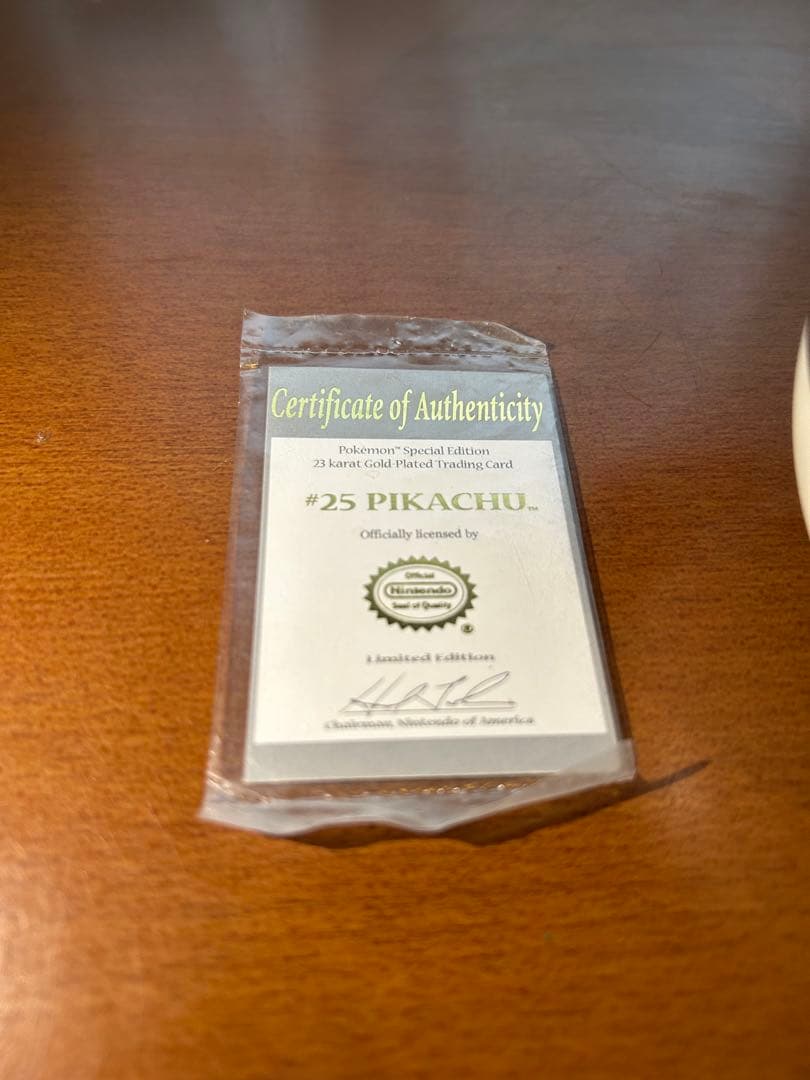 Certificate of Authenticity
Pokémon™ Special Edition
23 karat Gold-Plated Trading Card
#25 PIKACHU™
Officially licensed by
Official
Nintendo
Seal of Quality
®
Limited Edition
Chairman, Nintendo of America